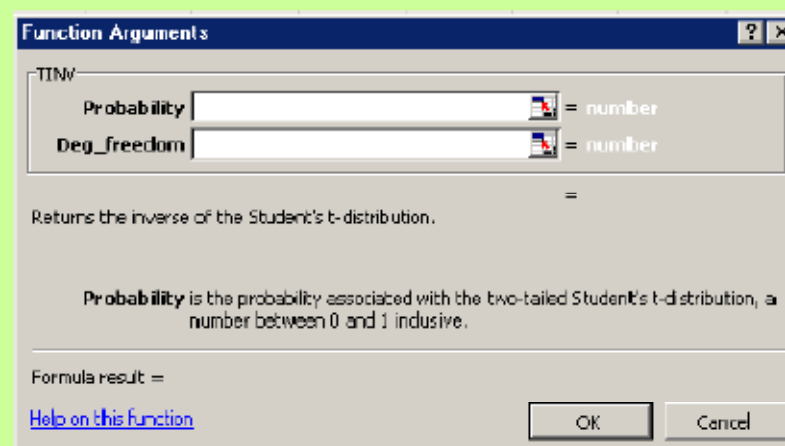 Function Arguments
TINV
Probability = number
Deg_freedom = number
=
Returns the inverse of the Student's t-distribution.
Probability is the probability associated with the two-tailed Student's t-distribution, a
number between 0 and 1 inclusive.
Formula result =
Help on this function
OK Cancel